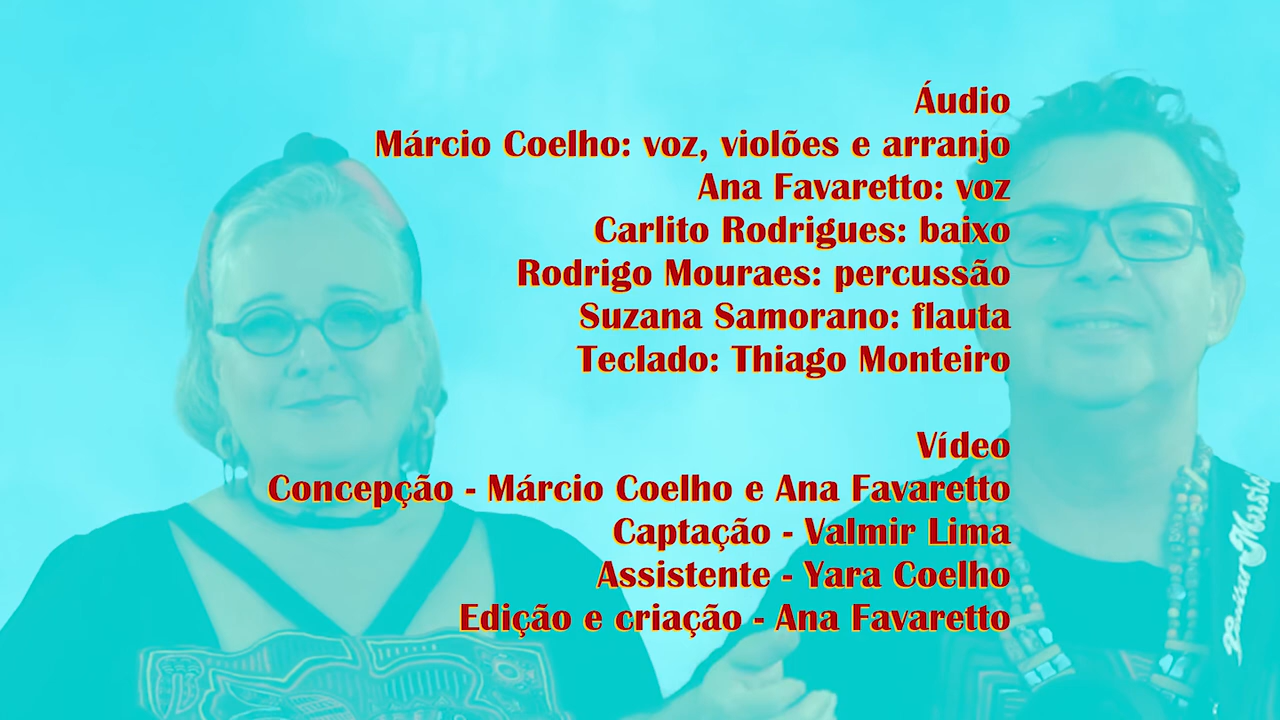 Áudio
Márcio Coelho: voz, violões e arranjo
Ana Favaretto: voz
Carlito Rodrigues: baixo
Rodrigo Mouraes: percussão
Suzana Samorano: flauta
Teclado: Thiago Monteiro
Vídeo
Concepção - Márcio Coelho e Ana Favaretto
Captação - Valmir Lima
Assistente - Yara Coelho
Edição e criação - Ana Favaretto